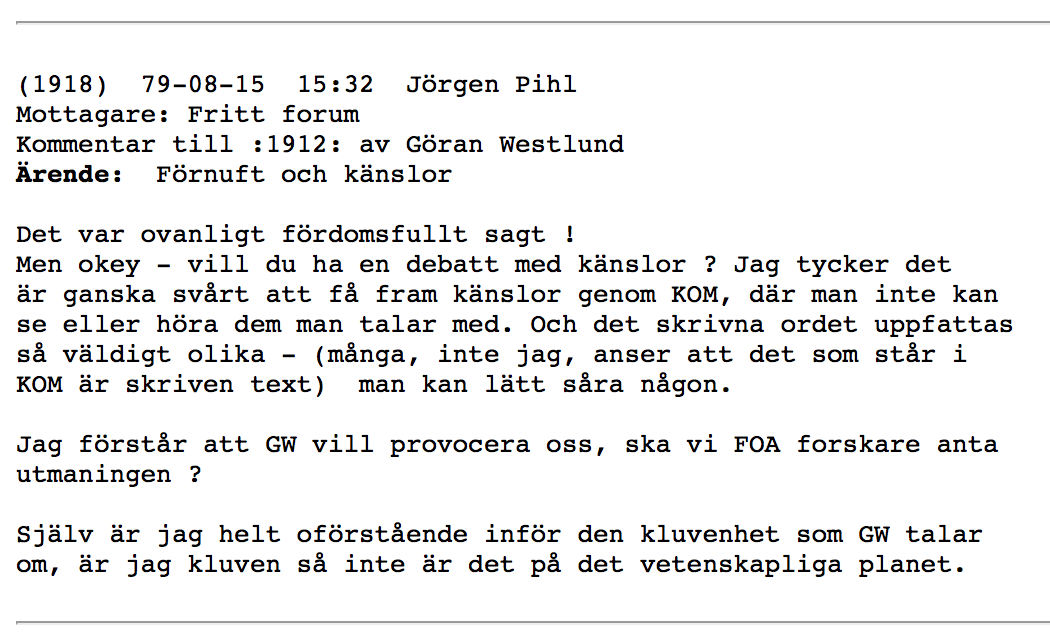 (1918)  79-08-15  15:32  Jörgen Pihl
Mottagare: Fritt forum
Kommentar till :1912: av Göran Westlund
Ärende:  Förnuft och känslor
Det var ovanligt fördomsfullt sagt !
Men okey - vill du ha en debatt med känslor ? Jag tycker det
är ganska svårt att få fram känslor genom KOM, där man inte kan
se eller höra dem man talar med. Och det skrivna ordet uppfattas
så väldigt olika - (många, inte jag, anser att det som står i
KOM är skriven text)  man kan lätt såra någon.
Jag förstår att GW vill provocera oss, ska vi FOA forskare anta
utmaningen ?
Själv är jag helt oförstående inför den kluvenhet som GW talar
om, är jag kluven så inte är det på det vetenskapliga planet.